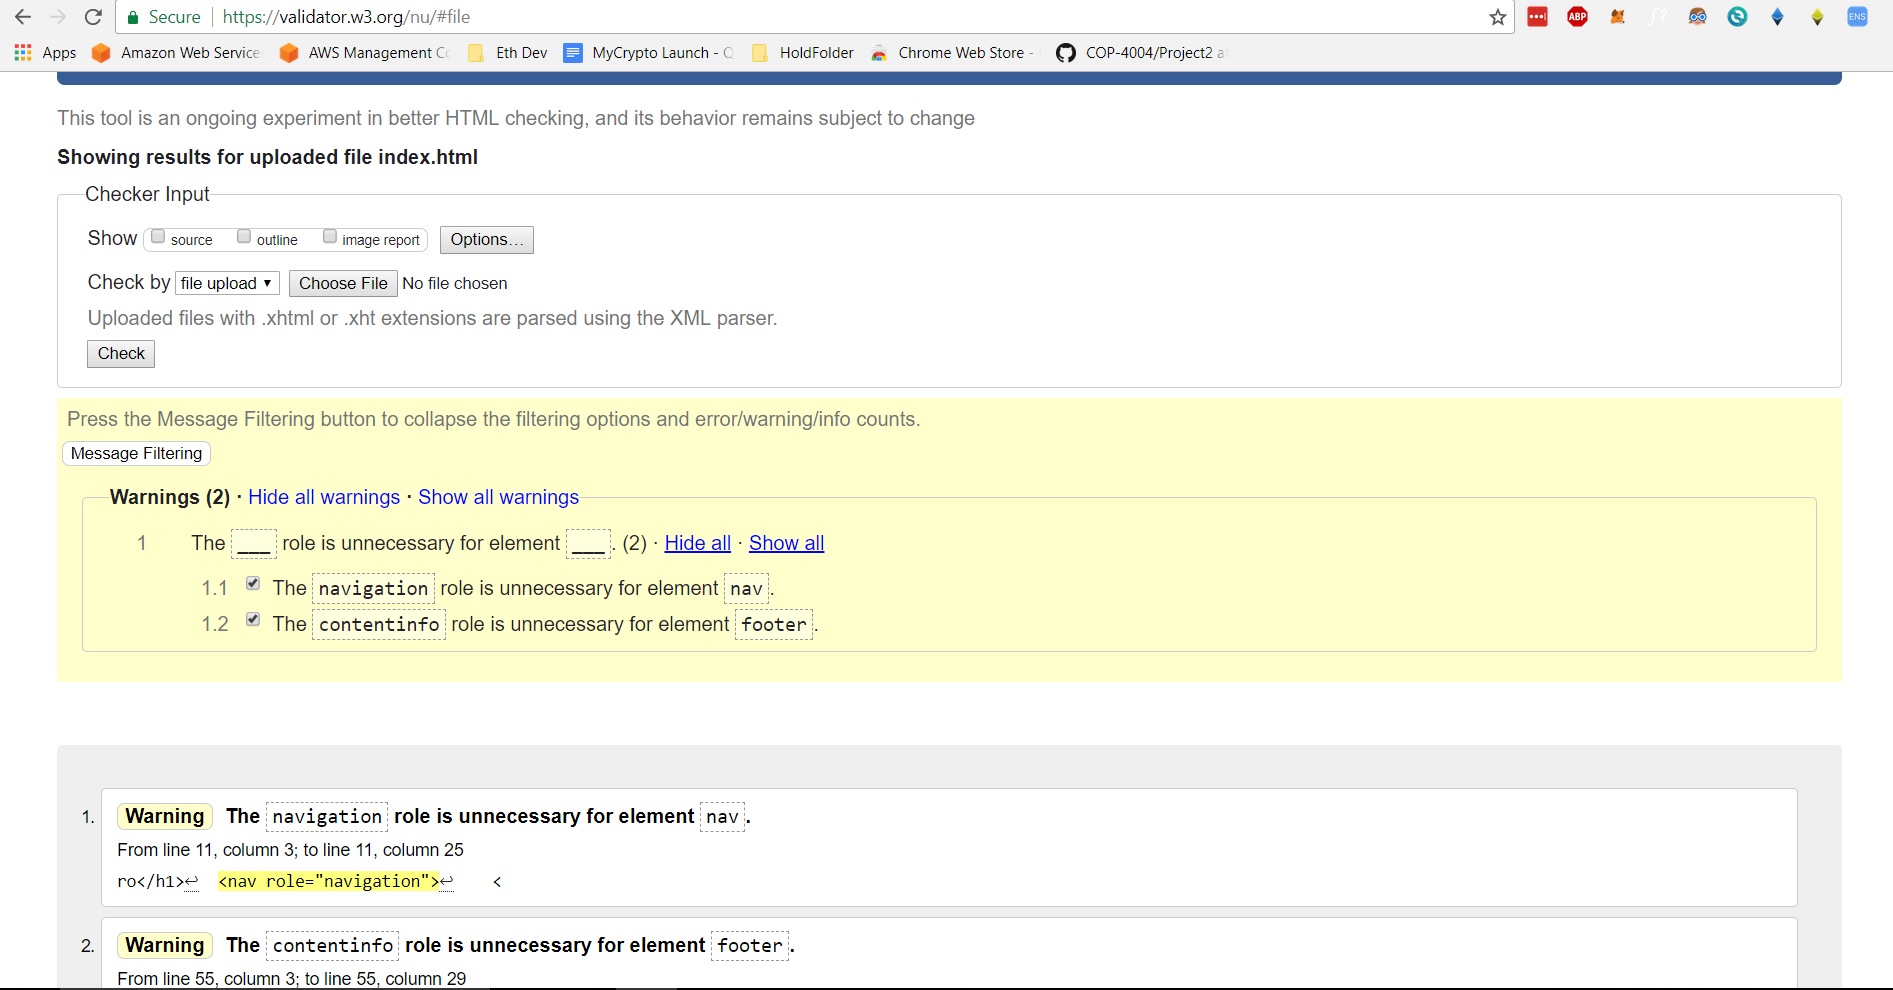 Secure https://validator.w3.org/nu/#file
ABP f? ENS
Apps Amazon Web Service AWS Management Co Eth Dev MyCrypto Launch - HoldFolder Chrome Web Store - COP-4004/Project2 at
This tool is an ongoing experiment in better HTML checking, and its behavior remains subject to change
Showing results for uploaded file index.html
Checker Input
Show source outline image report Options...
Check by file upload Choose File No file chosen
Uploaded files with .xhtml or .xht extensions are parsed using the XML parser.
Check
Press the Message Filtering button to collapse the filtering options and error/warning/info counts.
Message Filtering
Warnings (2) · Hide all warnings · Show all warnings
1 The ___ role is unnecessary for element ___. (2) · Hide all · Show all
1.1 The navigation role is unnecessary for element nav.
1.2 The contentinfo role is unnecessary for element footer.
1. Warning The navigation role is unnecessary for element nav.
From line 11, column 3; to line 11, column 25
ro</h1>↩ <nav role="navigation">↩ <
2. Warning The contentinfo role is unnecessary for element footer.
From line 55, column 3; to line 55, column 29